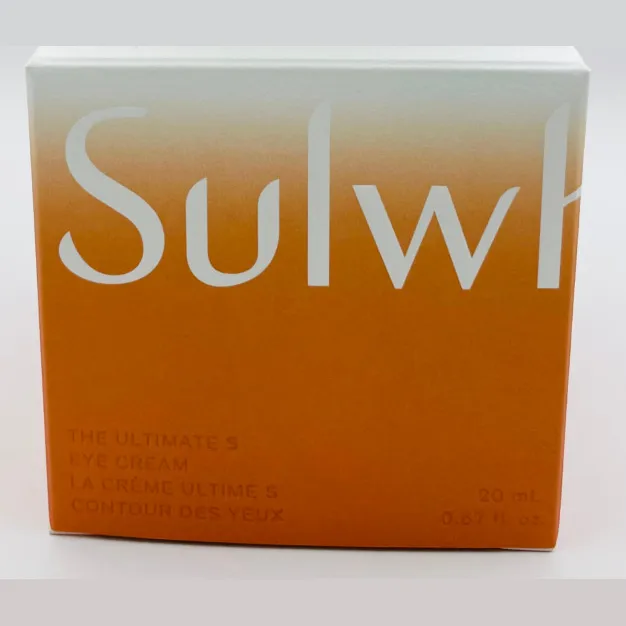 Sulwh
THE ULTIMATE S
EYE CREAM
LA CRÈME ULTIME S
CONTOUR DES YEUX
20 mL
0.67 fl. oz.